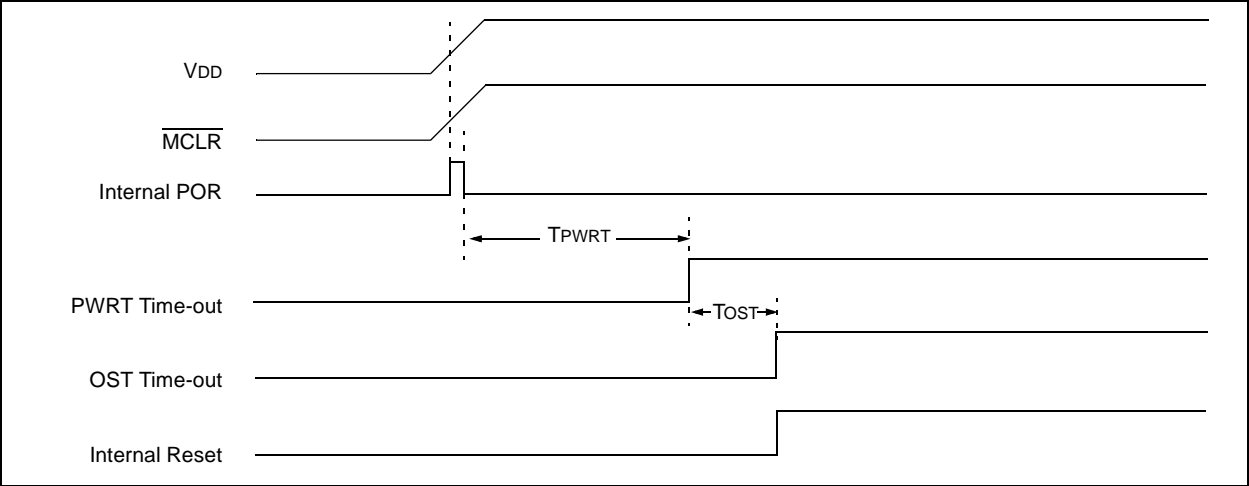 VDD
MCLR
Internal POR
TPWRT
PWRT Time-out
TOST
OST Time-out
Internal Reset